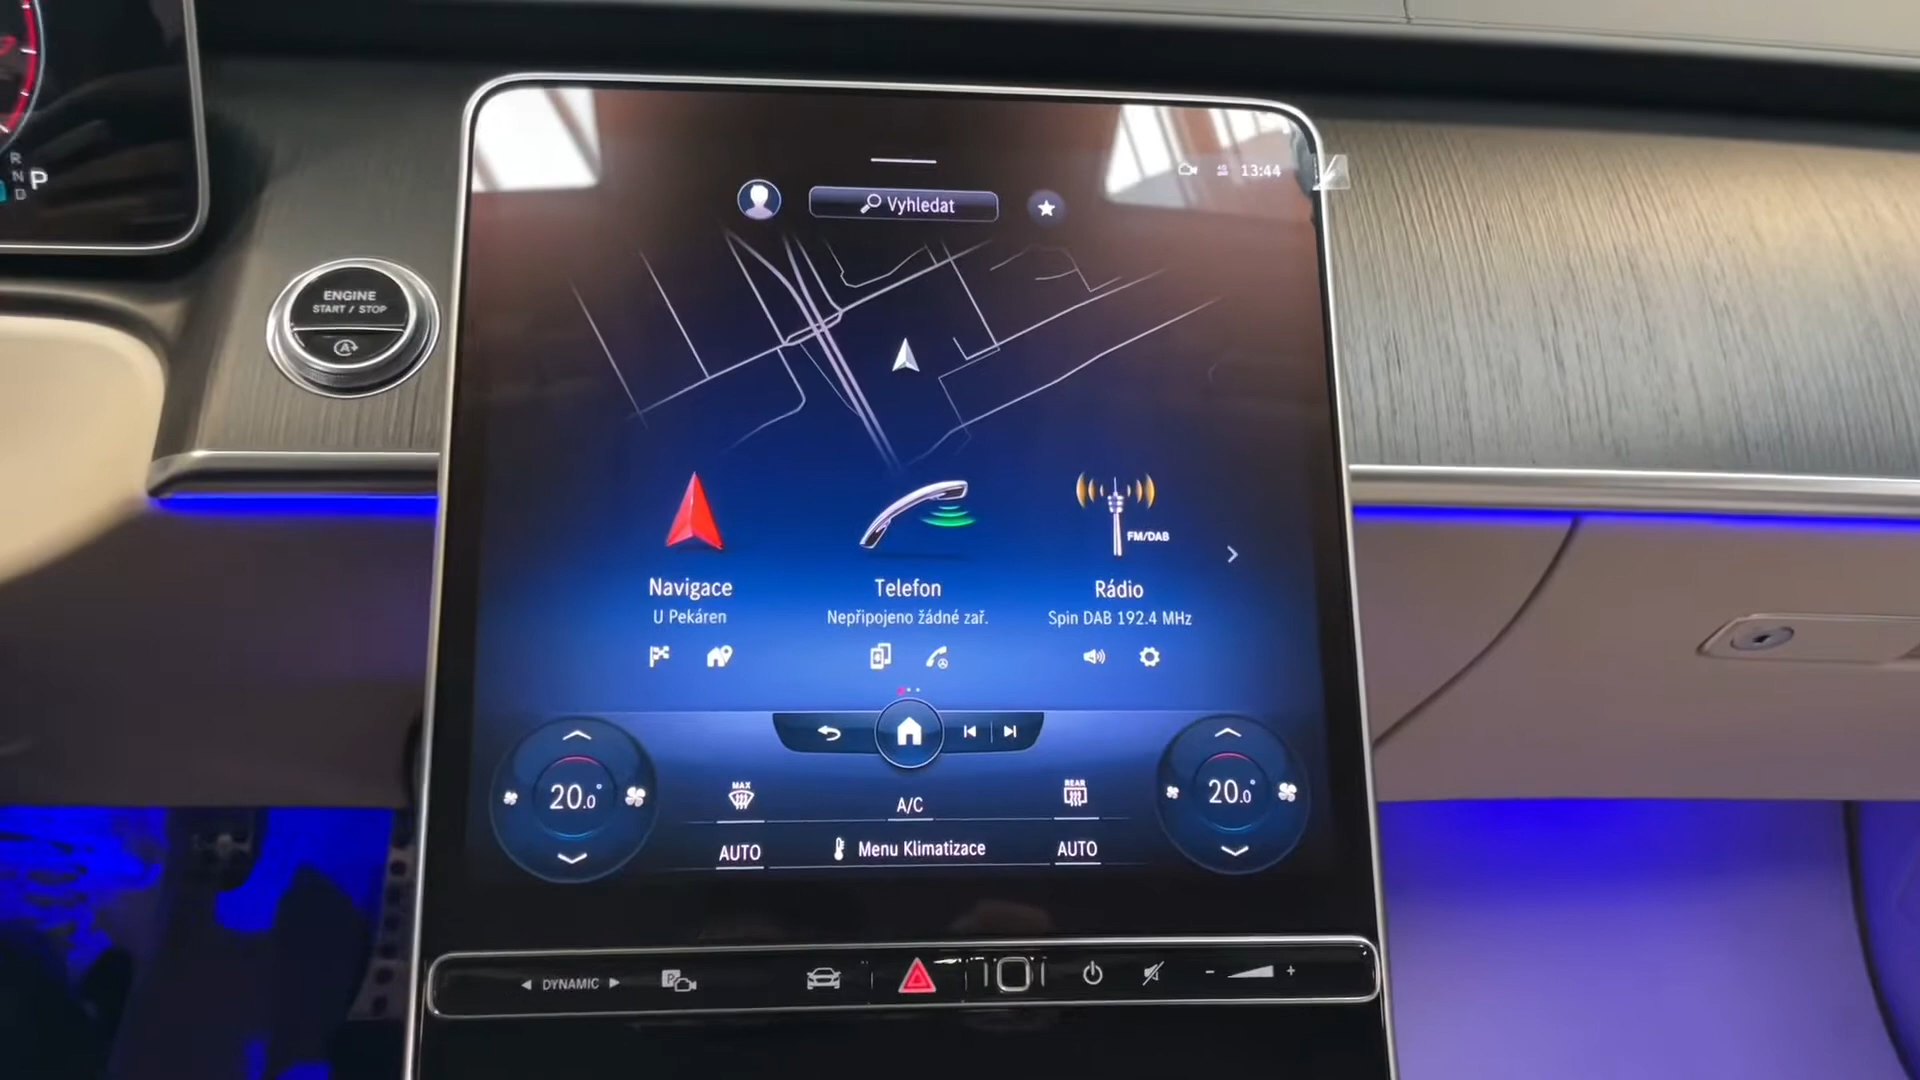 R
N P
D
ENGINE
START / STOP
A
13:44
Vyhledat
FM/DAB
Navigace
Telefon
Rádio
U Pekáren
Nepřipojeno žádné zař.
Spin DAB 192.4 MHz
20.0°
MAX
A/C
REAR
20.0°
AUTO
Menu Klimatizace
AUTO
DYNAMIC
P
- +